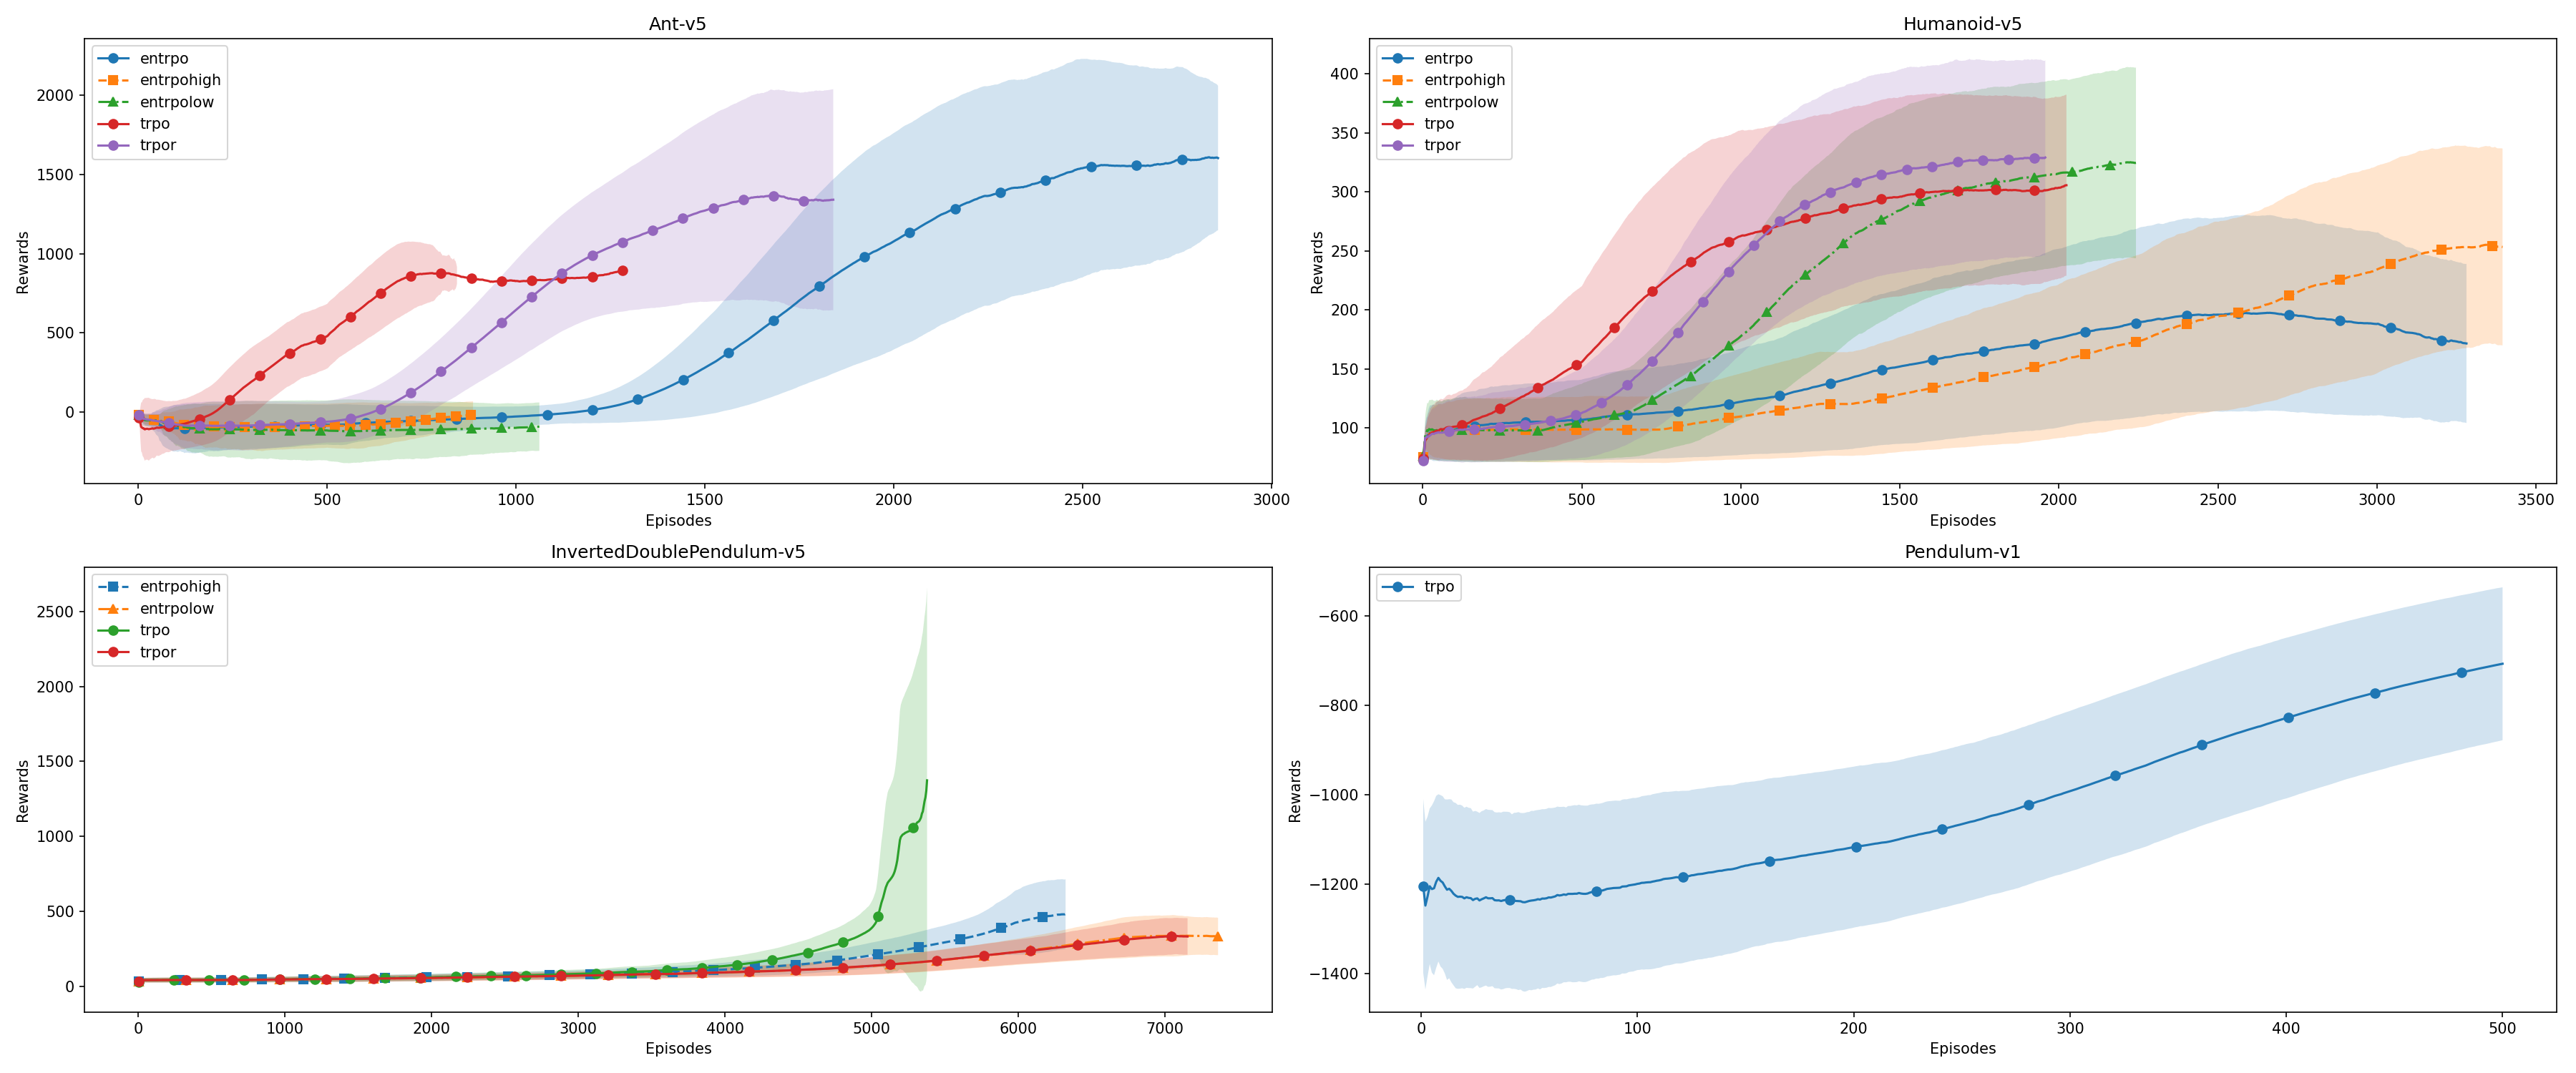 Ant-v5
entrpo
entrpohigh
entrpolow
trpo
trpor
2000
1500
1000
500
0
Rewards
0
500
1000
1500
2000
2500
3000
Episodes
Humanoid-v5
entrpo
entrpohigh
entrpolow
trpo
trpor
400
350
300
250
200
150
100
Rewards
0
500
1000
1500
2000
2500
3000
3500
Episodes
InvertedDoublePendulum-v5
entrpohigh
entrpolow
trpo
trpor
2500
2000
1500
1000
500
0
Rewards
0
1000
2000
3000
4000
5000
6000
7000
Episodes
Pendulum-v1
trpo
−600
−800
−1000
−1200
−1400
Rewards
0
100
200
300
400
500
Episodes